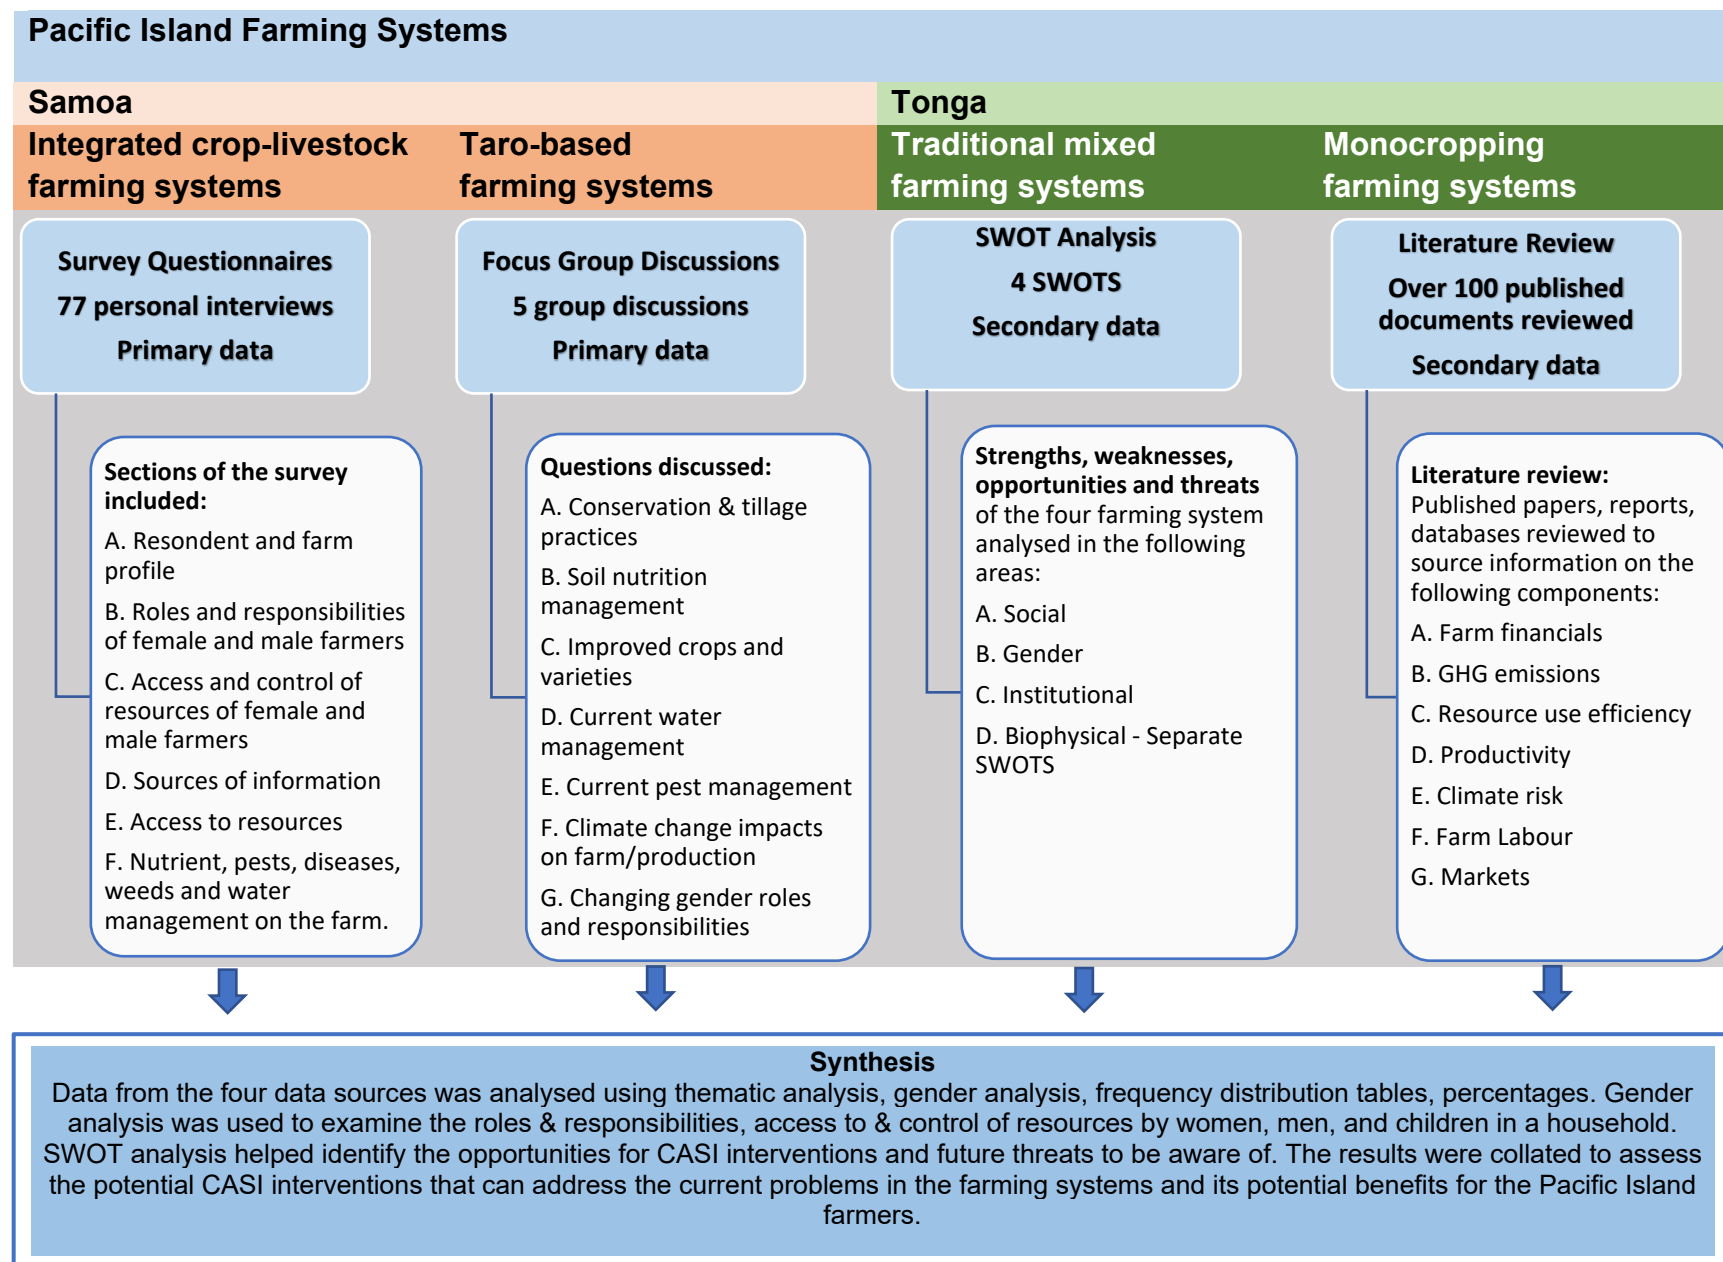 Pacific Island Farming Systems
Samoa
Tonga
Integrated crop-livestock
farming systems
Taro-based
farming systems
Traditional mixed
farming systems
Monocropping
farming systems
Survey Questionnaires
77 personal interviews
Primary data
Focus Group Discussions
5 group discussions
Primary data
SWOT Analysis
4 SWOTS
Secondary data
Literature Review
Over 100 published
documents reviewed
Secondary data
Sections of the survey
included:
A. Resondent and farm
profile
B. Roles and responsibilities
of female and male farmers
C. Access and control of
resources of female and
male farmers
D. Sources of information
E. Access to resources
F. Nutrient, pests, diseases,
weeds and water
management on the farm.
Questions discussed:
A. Conservation & tillage
practices
B. Soil nutrition
management
C. Improved crops and
varieties
D. Current water
management
E. Current pest management
F. Climate change impacts
on farm/production
G. Changing gender roles
and responsibilities
Strengths, weaknesses,
opportunities and threats
of the four farming system
analysed in the following
areas:
A. Social
B. Gender
C. Institutional
D. Biophysical - Separate
SWOTS
Literature review:
Published papers, reports,
databases reviewed to
source information on the
following components:
A. Farm financials
B. GHG emissions
C. Resource use efficiency
D. Productivity
E. Climate risk
F. Farm Labour
G. Markets
Synthesis
Data from the four data sources was analysed using thematic analysis, gender analysis, frequency distribution tables, percentages. Gender
analysis was used to examine the roles & responsibilities, access to & control of resources by women, men, and children in a household.
SWOT analysis helped identify the opportunities for CASI interventions and future threats to be aware of. The results were collated to assess
the potential CASI interventions that can address the current problems in the farming systems and its potential benefits for the Pacific Island
farmers.